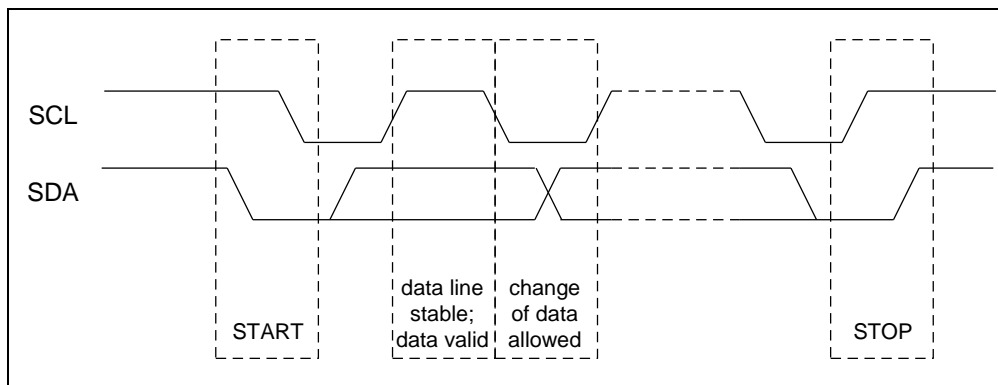 SCL
SDA
START
data line
stable;
data valid
change
of data
allowed
STOP